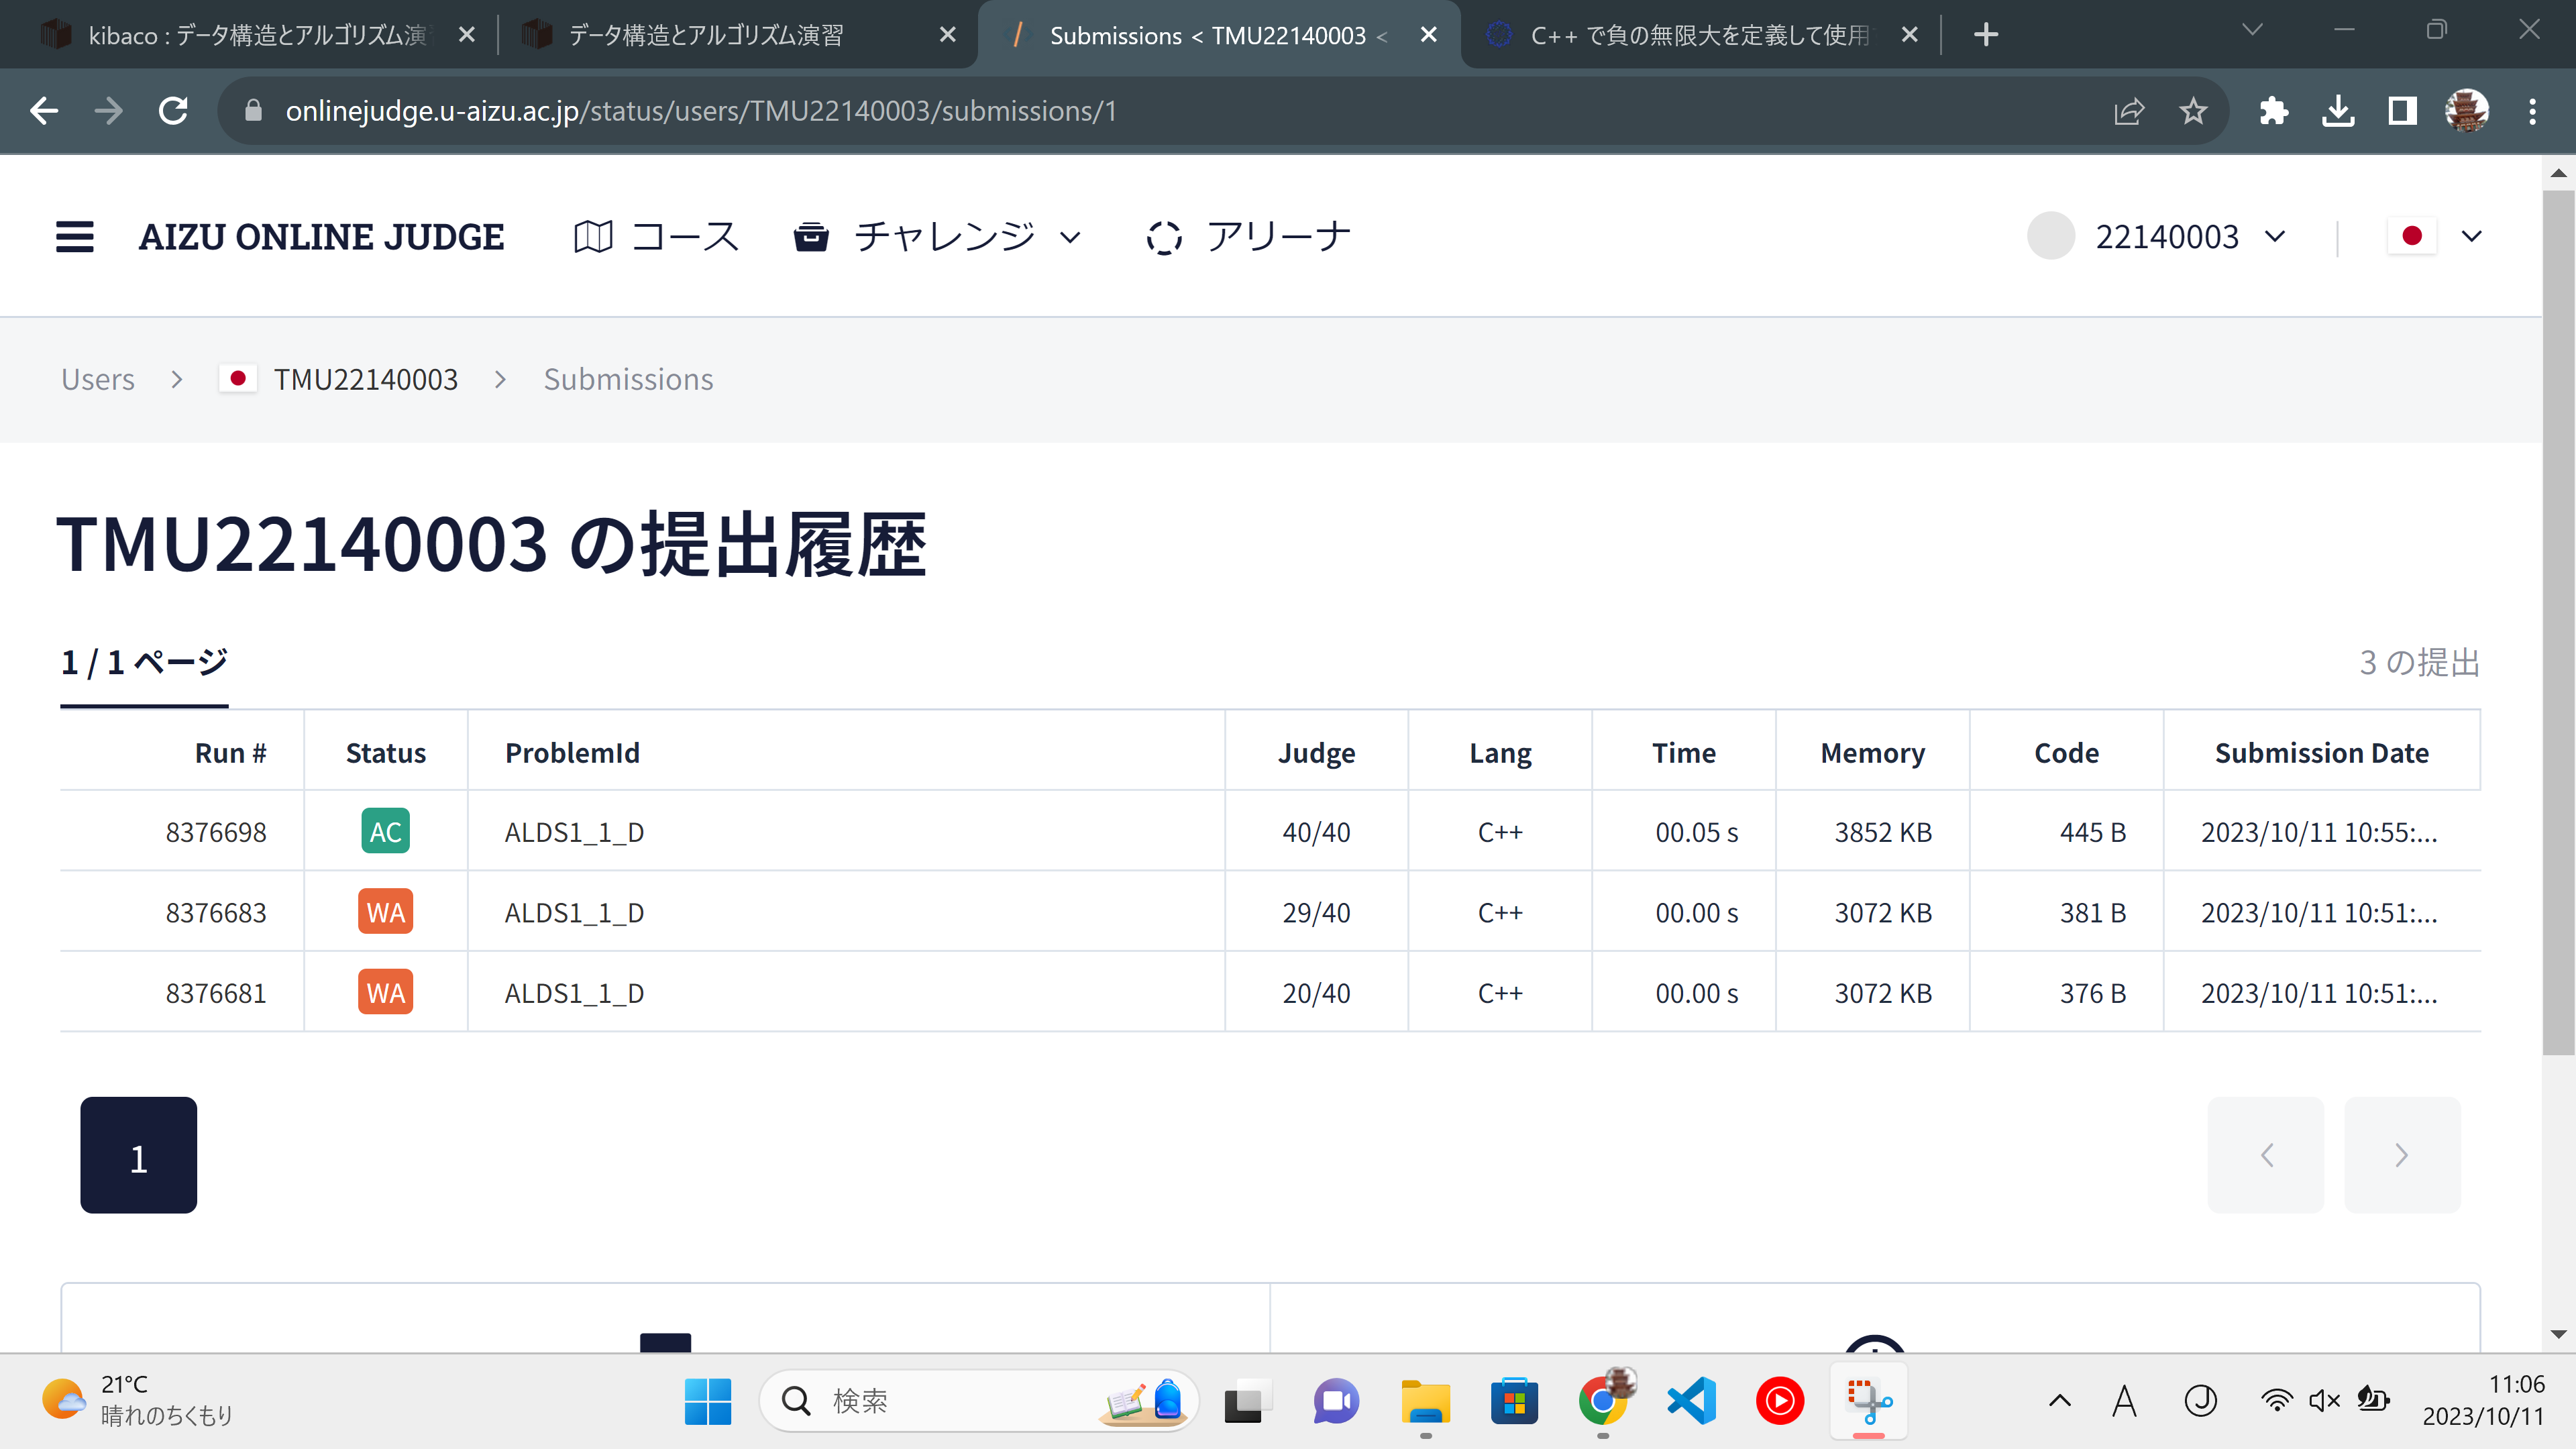 kibaco : データ構造とアルゴリズム演
データ構造とアルゴリズム演習
Submissions < TMU22140003 <
C++ で負の無限大を定義して使用
onlinejudge.u-aizu.ac.jp/status/users/TMU22140003/submissions/1
AIZU ONLINE JUDGE コース チャレンジ アリーナ 22140003
Users > TMU22140003 > Submissions
TMU22140003 の提出履歴
1 / 1 ページ 3 の提出
Run # Status ProblemId Judge Lang Time Memory Code Submission Date
8376698 AC ALDS1_1_D 40/40 C++ 00.05 s 3852 KB 445 B 2023/10/11 10:55:...
8376683 WA ALDS1_1_D 29/40 C++ 00.00 s 3072 KB 381 B 2023/10/11 10:51:...
8376681 WA ALDS1_1_D 20/40 C++ 00.00 s 3072 KB 376 B 2023/10/11 10:51:...
1
21°C
晴れのちくもり
検索
A
J
11:06
2023/10/11